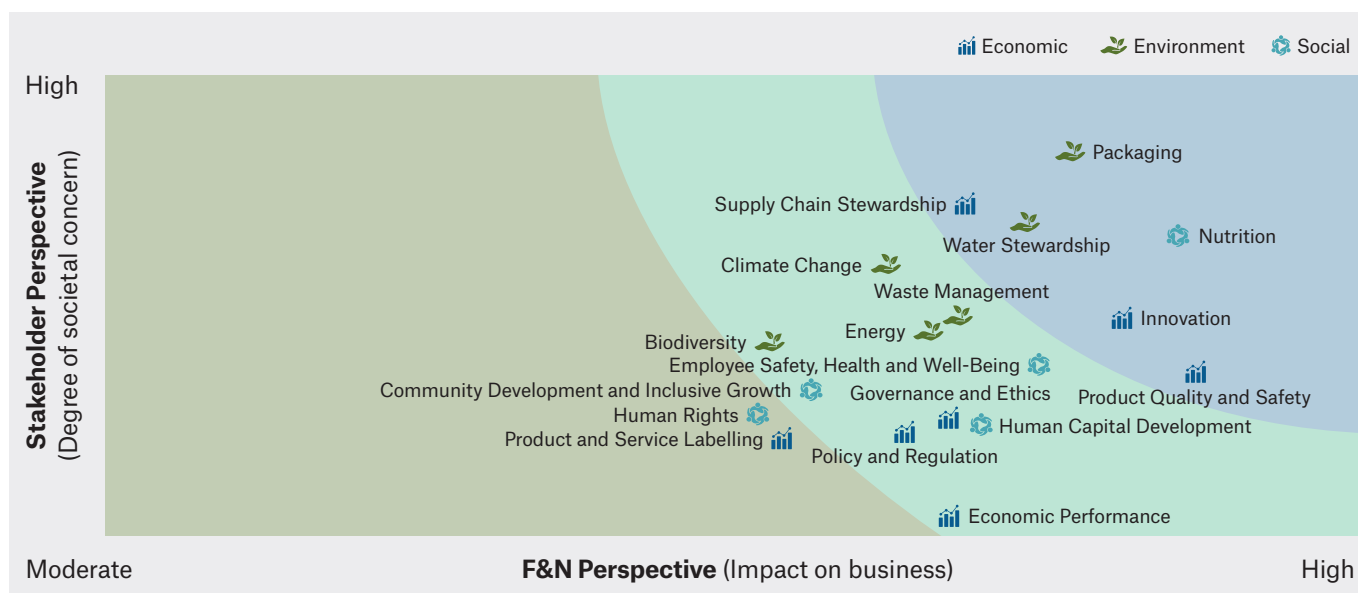 Economic
Environment
Social
High
Stakeholder Perspective
(Degree of societal concern)
Packaging
Supply Chain Stewardship
Water Stewardship
Nutrition
Climate Change
Waste Management
Innovation
Energy
Biodiversity
Employee Safety, Health and Well-Being
Community Development and Inclusive Growth
Governance and Ethics
Product Quality and Safety
Human Rights
Human Capital Development
Product and Service Labelling
Policy and Regulation
Economic Performance
Moderate
F&N Perspective (Impact on business)
High